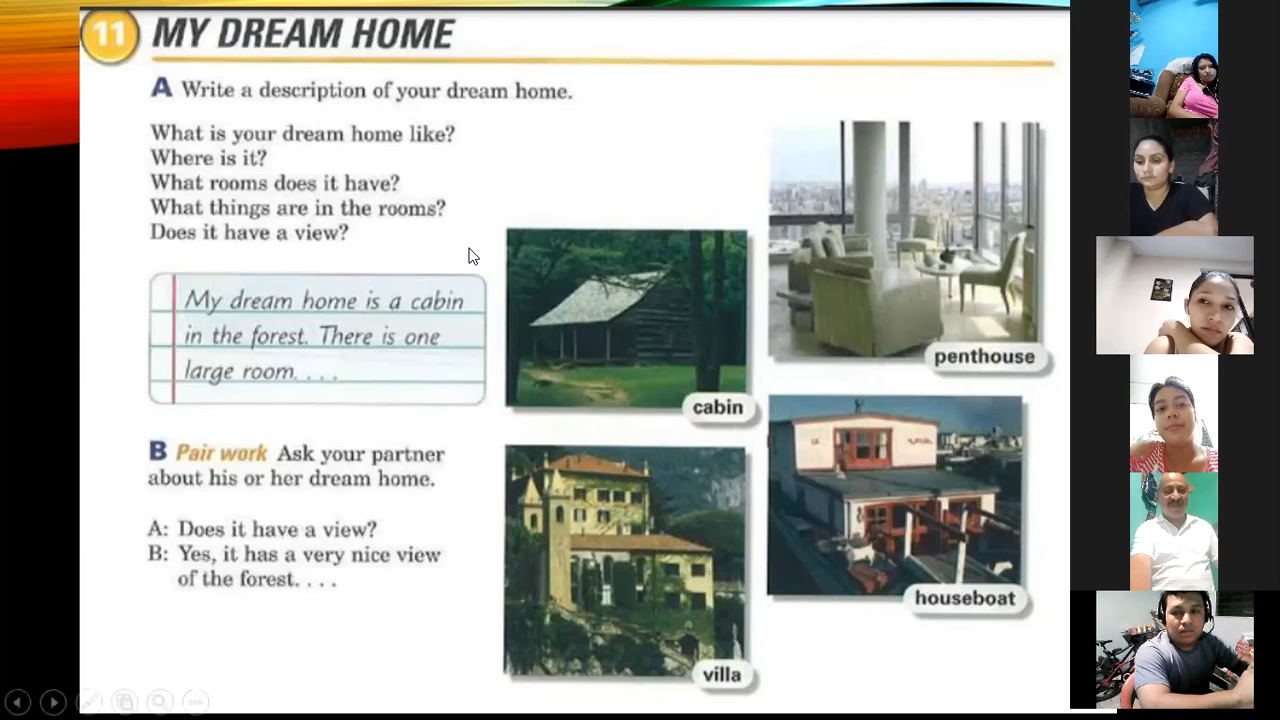 11 MY DREAM HOME
A Write a description of your dream home.
What is your dream home like?
Where is it?
What rooms does it have?
What things are in the rooms?
Does it have a view?
My dream home is a cabin
in the forest. There is one
large room. . . .
B Pair work Ask your partner
about his or her dream home.
A: Does it have a view?
B: Yes, it has a very nice view
of the forest. . . .
penthouse
cabin
houseboat
villa